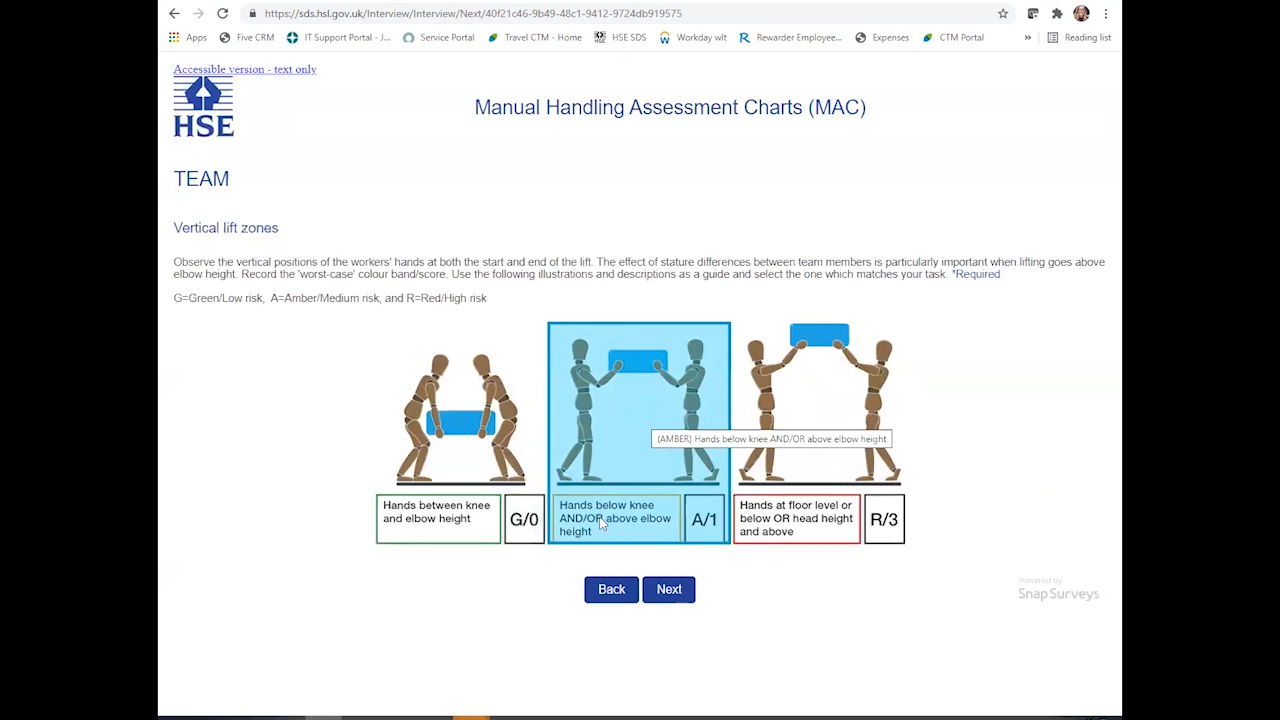 https://sds.hsl.gov.uk/Interview/Interview/Next/40f21c46-9b49-48c1-9412-9724db919575
Apps Five CRM IT Support Portal - J... Service Portal Travel CTM - Home HSE SDS Workday wlt Rewarder Employee... Expenses CTM Portal » Reading list
Accessible version - text only
HSE
Manual Handling Assessment Charts (MAC)
TEAM
Vertical lift zones
Observe the vertical positions of the workers' hands at both the start and end of the lift. The effect of stature differences between team members is particularly important when lifting goes above
elbow height. Record the 'worst-case' colour band/score. Use the following illustrations and descriptions as a guide and select the one which matches your task. *Required
G=Green/Low risk, A=Amber/Medium risk, and R=Red/High risk
(AMBER) Hands below knee AND/OR above elbow height
Hands between knee
and elbow height
G/0
Hands below knee
AND/OR above elbow
height
A/1
Hands at floor level or
below OR head height
and above
R/3
Back Next
Powered by
Snap Surveys